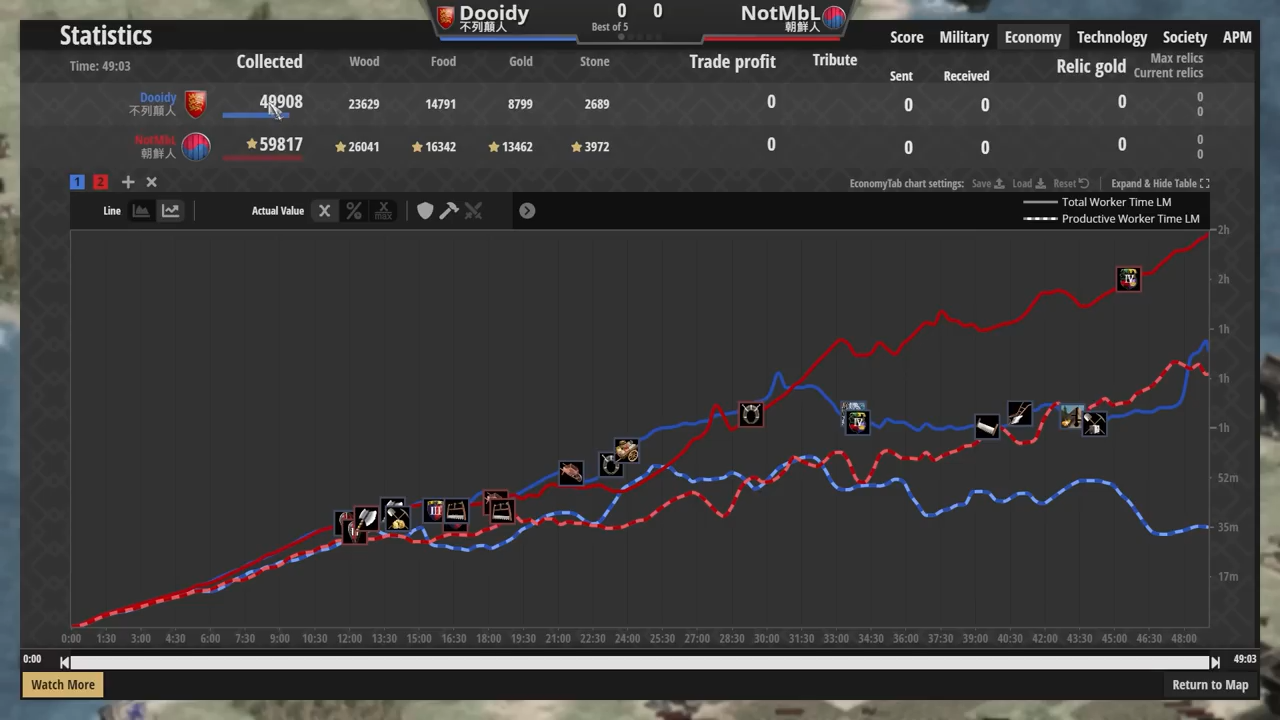 Dooidy 0 0 NotMbL
不列顛人 Best of 5 朝鮮人
Statistics
Score Military Economy Technology Society APM
Time: 49:03
Collected Wood Food Gold Stone Trade profit Tribute Sent Received Relic gold Max relics
Current relics
Dooidy
不列顛人
49908 23629 14791 8799 2689 0 0 0 0 0
0
NotMbL
朝鮮人
59817 26041 16342 13462 3972 0 0 0 0 0
0
1 2 + ×
EconomyTab chart settings: Save Load Reset Expand & Hide Table
Line Actual Value X % X
max
Total Worker Time LM
Productive Worker Time LM
2h
2h
1h
1h
1h
52m
35m
17m
III
IV
IV
0:00 1:30 3:00 4:30 6:00 7:30 9:00 10:30 12:00 13:30 15:00 16:30 18:00 19:30 21:00 22:30 24:00 25:30 27:00 28:30 30:00 31:30 33:00 34:30 36:00 37:30 39:00 40:30 42:00 43:30 45:00 46:30 48:00
0:00 49:03
Watch More Return to Map